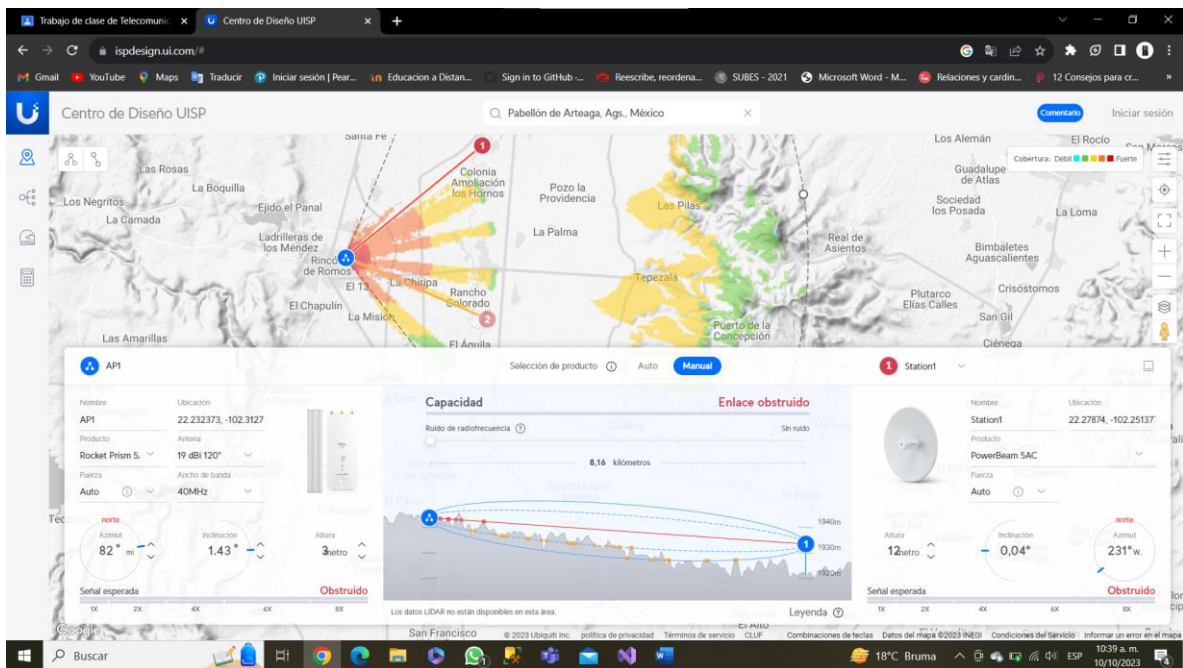 Trabajo de clase de Telecomunic
Centro de Diseño UISP
ispdesign.ui.com/#
Gmail
YouTube
Maps
Traducir
Iniciar sesión | Pear...
Educacion a Distan...
Sign in to GitHub ·...
Reescribe, reordena...
SUBES - 2021
Microsoft Word - M...
Relaciones y cardin...
12 Consejos para cr...
»
Centro de Diseño UISP
Pabellón de Arteaga, Ags., México
Comentario
Iniciar sesión
Santa Fe
Las Rosas
La Boquilla
Los Negritos
La Camada
Ejido el Panal
Ladrilleras de
los Méndez
Rincón
de Romos
El 13
El Chapulín
La Misión
Las Amarillas
1
Colonia
Ampliación
los Hornos
Pozo la
Providencia
La Palma
La Chiripa
Rancho
Colorado
2
El Águila
Las Pilas
Tepezalá
Puerto de la
Concepción
Real de
Asientos
Los Alemán
El Rocío
Cobertura: Débil Fuerte
Guadalupe
de Atlas
Sociedad
los Posada
La Loma
Bimbaletes
Aguascalientes
Crisóstomos
Plutarco
Elías Calles
San Gil
Ciénega
AP1
Selección de producto
Auto
Manual
1
Station1
Nombre
AP1
Ubicación
22.232373, -102.3127
Producto
Rocket Prism 5.
Antena
19 dBi 120°
Fuerza
Auto
Ancho de banda
40MHz
norte
Azimut
82° mi
Inclinación
1.43°
Altura
3metro
Señal esperada
Obstruido
1X 2X 4X 6X 8X
Capacidad
Enlace obstruido
Ruido de radiofrecuencia
Sin ruido
8,16 kilómetros
1940m
1930m
1920m
1
Los datos LIDAR no están disponibles en esta área.
Leyenda
Nombre
Station1
Ubicación
22.27874, -102.25137
Producto
PowerBeam 5AC
Fuerza
Auto
Altura
12metro
Inclinación
0,04°
norte
Azimut
231° w.
Señal esperada
Obstruido
1X 2X 4X 6X 8X
Google
San Francisco
El Alto
© 2023 Ubiquiti Inc.
política de privacidad
Términos de servicio
CLUF
Combinaciones de teclas
Datos del mapa ©2023 INEGI
Condiciones del Servicio
Informar un error en el mapa
Buscar
18°C Bruma
ESP
10:39 a. m.
10/10/2023
4